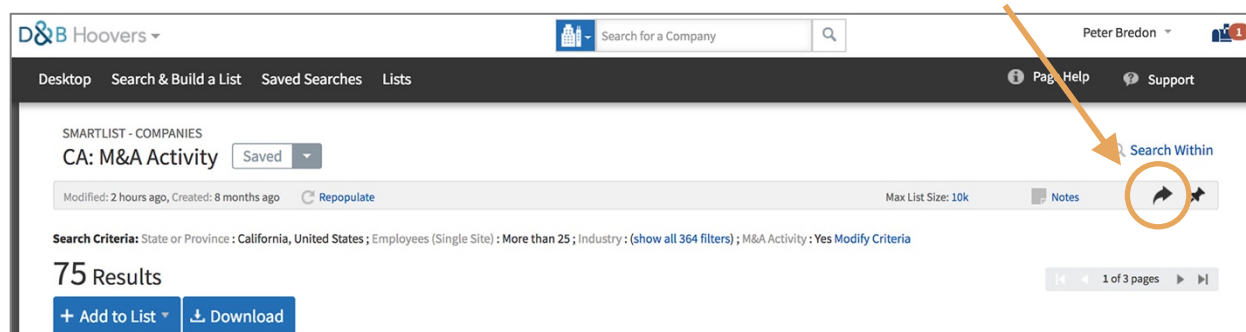 D&B Hoovers
Search for a Company
Peter Bredon
1
Desktop Search & Build a List Saved Searches Lists
Page Help Support
SMARTLIST - COMPANIES
CA: M&A Activity Saved
Search Within
Modified: 2 hours ago, Created: 8 months ago Repopulate
Max List Size: 10k Notes
Search Criteria: State or Province : California, United States ; Employees (Single Site) : More than 25 ; Industry : (show all 364 filters) ; M&A Activity : Yes Modify Criteria
75 Results
1 of 3 pages
+ Add to List Download